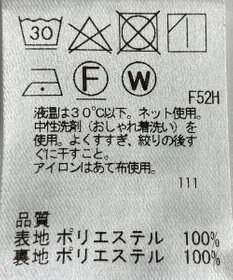 30
F
W
F52H
液温は30℃以下。ネット使用。
中性洗剤（おしゃれ着洗い）を
使用。よくすすぎ、絞りの後す
ぐに干すこと。
アイロンはあて布使用。
111
品質
表地 ポリエステル 100%
裏地 ポリエステル 100%